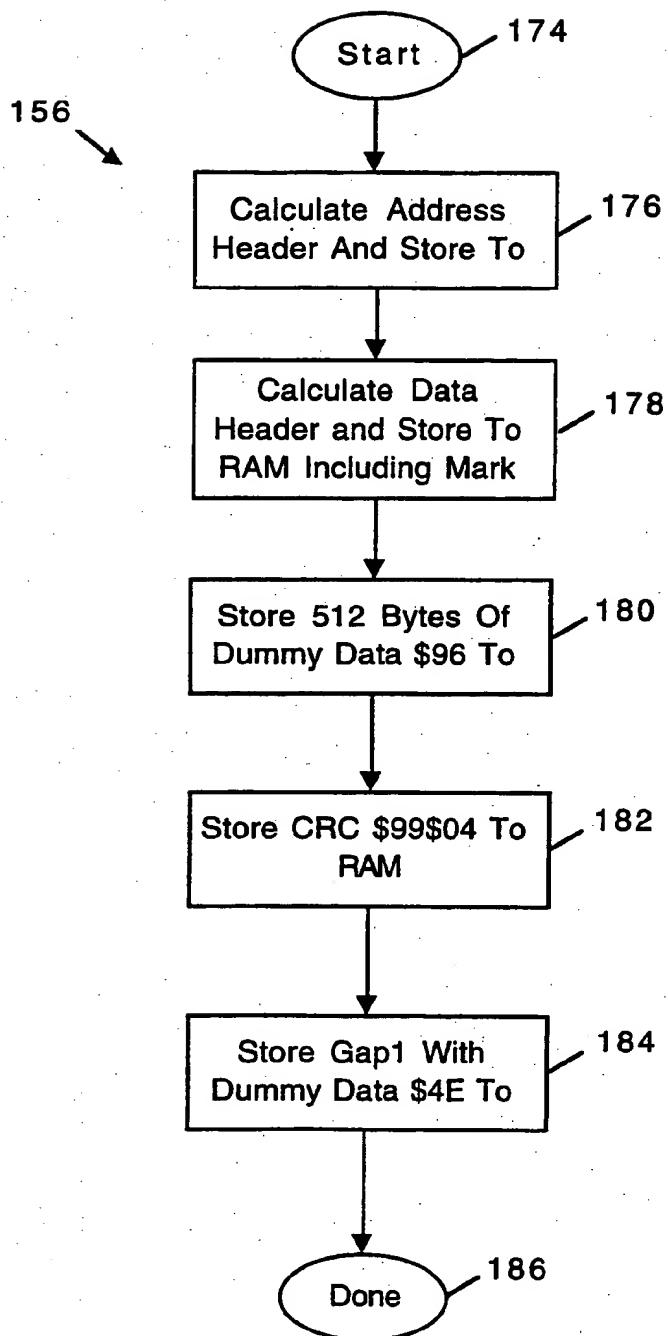 Start
174
156
Calculate Address
Header And Store To
176
Calculate Data
Header and Store To
RAM Including Mark
178
Store 512 Bytes Of
Dummy Data $96 To
180
Store CRC $99$04 To
RAM
182
Store Gap1 With
Dummy Data $4E To
184
Done
186